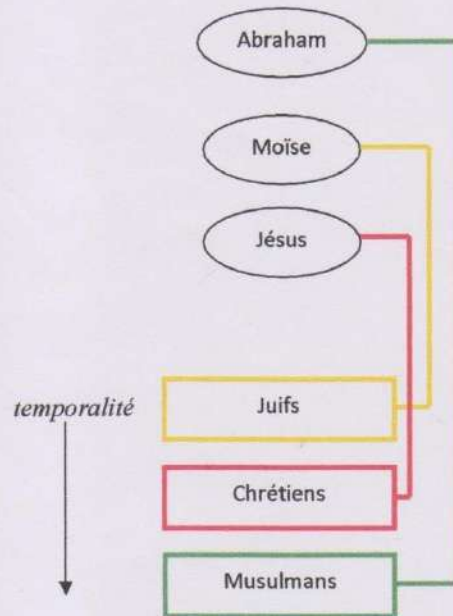 Abraham
Moïse
Jésus
temporalité
Juifs
Chrétiens
Musulmans